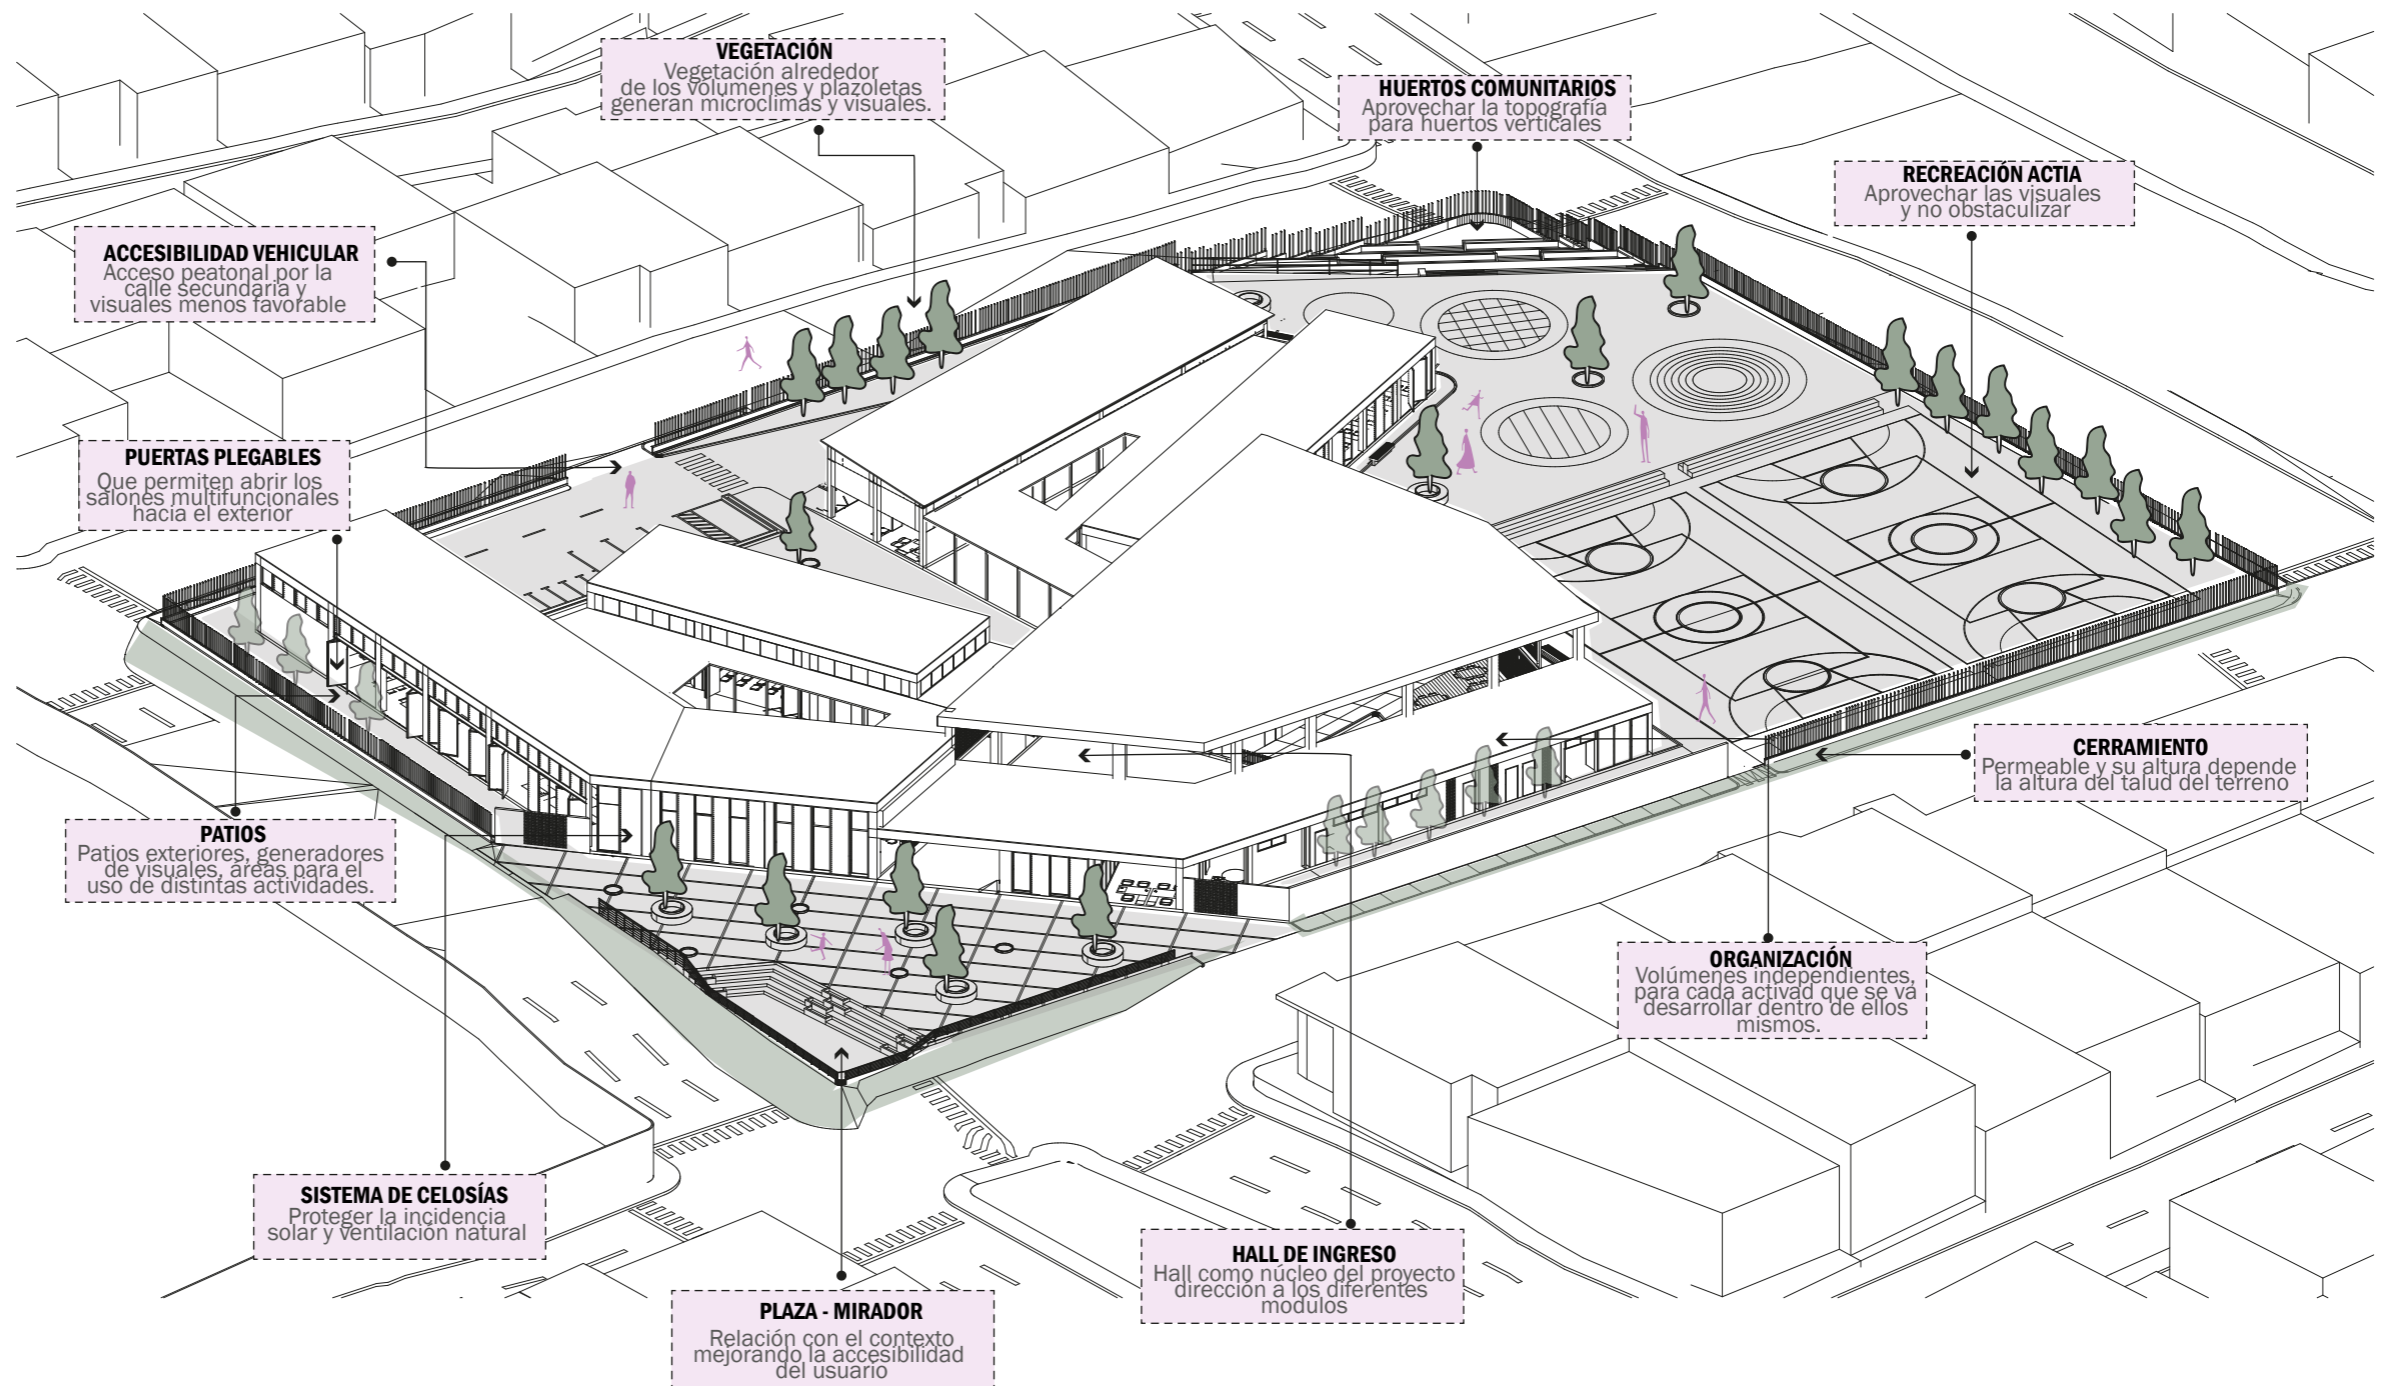 VEGETACIÓN
Vegetación alrededor
de los volúmenes y plazoletas
generan microclimas y visuales.
HUERTOS COMUNITARIOS
Aprovechar la topografía
para huertos verticales
RECREACIÓN ACTIA
Aprovechar las visuales
y no obstaculizar
ACCESIBILIDAD VEHICULAR
Acceso peatonal por la
calle secundaria y
visuales menos favorable
PUERTAS PLEGABLES
Que permiten abrir los
salones multifuncionales
hacia el exterior
CERRAMIENTO
Permeable y su altura depende
la altura del talud del terreno
PATIOS
Patios exteriores, generadores
de visuales, áreas para el
uso de distintas actividades.
ORGANIZACIÓN
Volúmenes independientes,
para cada activad que se va
desarrollar dentro de ellos
mismos.
SISTEMA DE CELOSÍAS
Proteger la incidencia
solar y ventilación natural
HALL DE INGRESO
Hall como núcleo del proyecto
dirección a los diferentes
modulos
PLAZA - MIRADOR
Relación con el contexto
mejorando la accesibilidad
del usuario